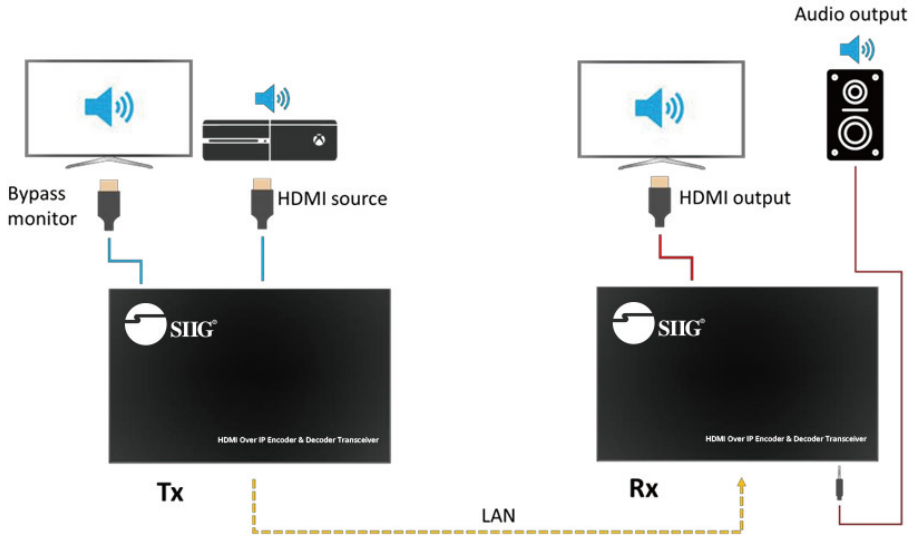 Audio output
Bypass
monitor
HDMI source
HDMI output
SIIG®
HDMI Over IP Encoder & Decoder Transceiver
SIIG®
HDMI Over IP Encoder & Decoder Transceiver
Tx
Rx
LAN